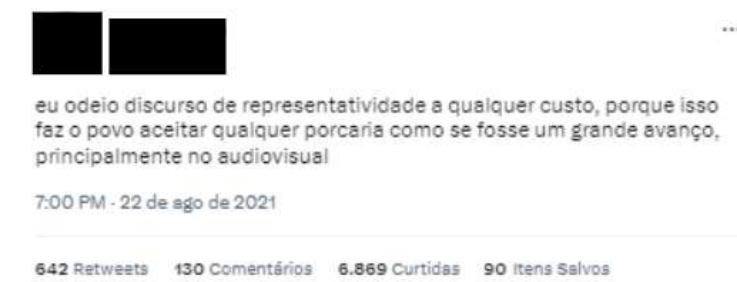 eu odeio discurso de representatividade a qualquer custo, porque isso
faz o povo aceitar qualquer porcaria como se fosse um grande avanço,
principalmente no audiovisual
7:00 PM · 22 de ago de 2021
642 Retweets 130 Comentários 6.869 Curtidas 90 Itens Salvos